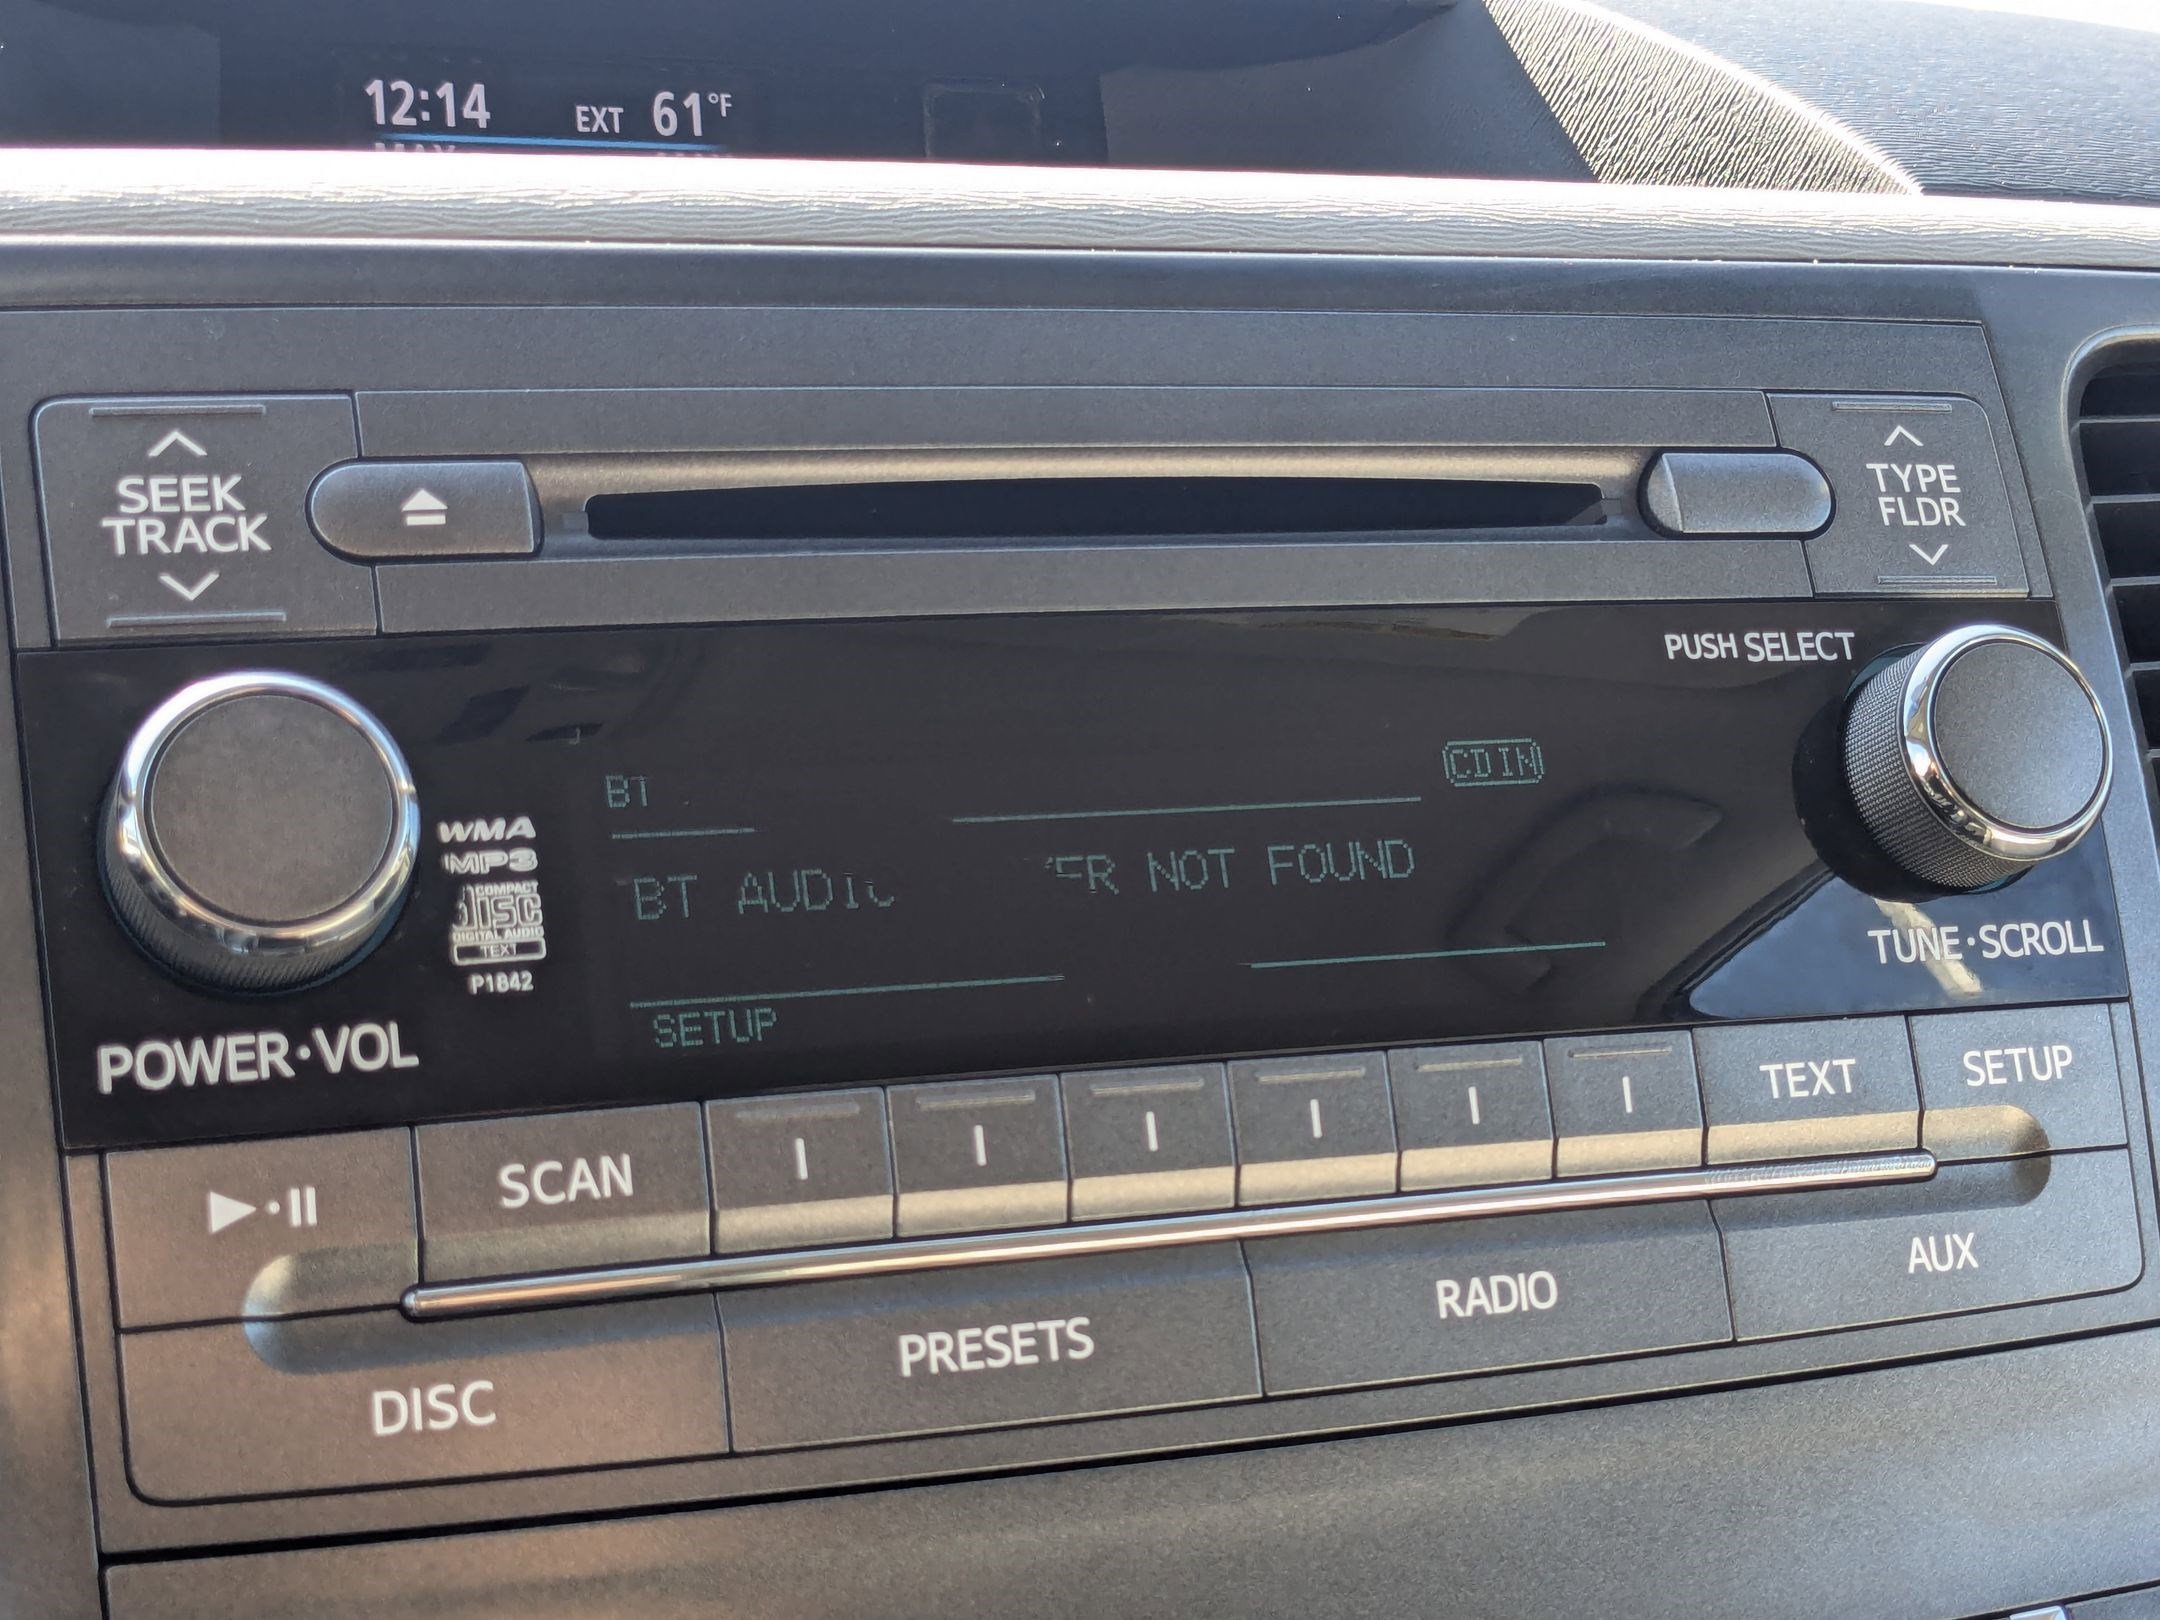 12:14 EXT 61°F
SEEK
TRACK
TYPE
FLDR
PUSH SELECT
BT
CD IN
WMA
MP3
COMPACT
disc
DIGITAL AUDIO
TEXT
P1842
BT AUDI NOT FOUND
TUNE·SCROLL
POWER·VOL
SETUP
SCAN
TEXT
SETUP
DISC
PRESETS
RADIO
AUX